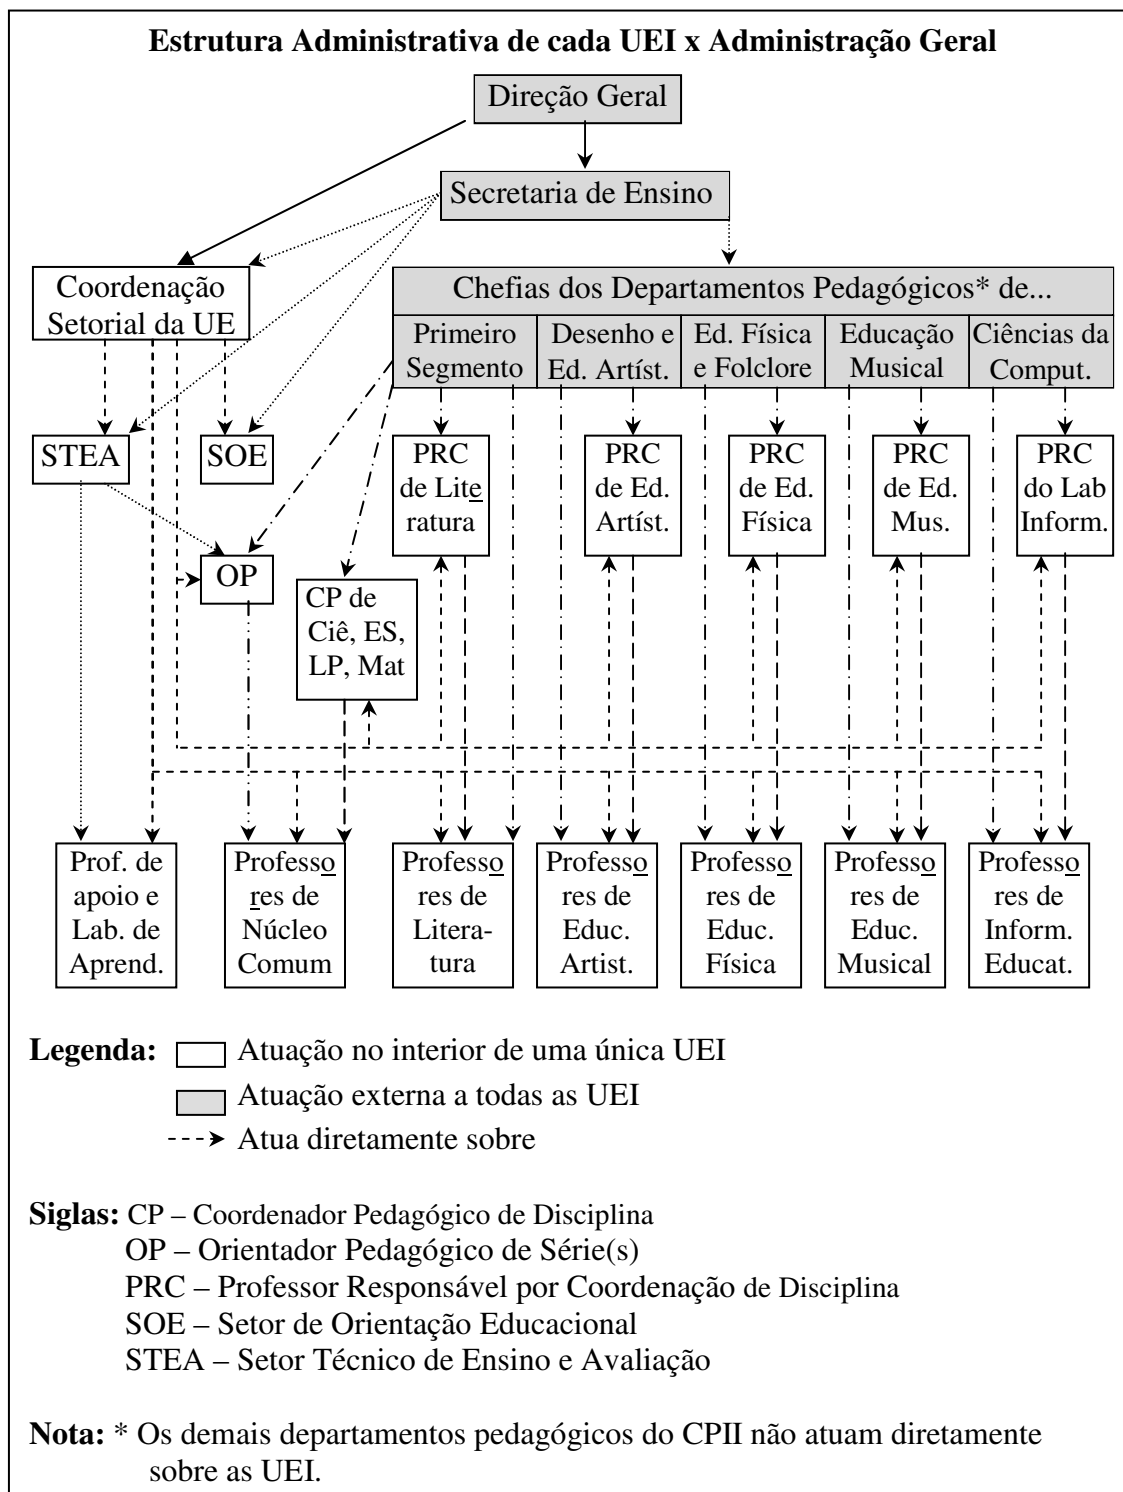 Estrutura Administrativa de cada UEI x Administração Geral
Direção Geral
Secretaria de Ensino
Coordenação
Setorial da UE
Chefias dos Departamentos Pedagógicos* de...
Primeiro
Segmento
Desenho e
Ed. Artíst.
Ed. Física
e Folclore
Educação
Musical
Ciências da
Comput.
STEA
SOE
PRC
de Lite
ratura
PRC
de Ed.
Artíst.
PRC
de Ed.
Física
PRC
de Ed.
Mus.
PRC
do Lab
Inform.
OP
CP de
Ciê, ES,
LP, Mat
Prof. de
apoio e
Lab. de
Aprend.
Professo
res de
Núcleo
Comum
Professo
res de
Litera-
tura
Professo
res de
Educ.
Artist.
Professo
res de
Educ.
Física
Professo
res de
Educ.
Musical
Professo
res de
Inform.
Educat.
Legenda: Atuação no interior de uma única UEI
Atuação externa a todas as UEI
Atua diretamente sobre
Siglas: CP – Coordenador Pedagógico de Disciplina
OP – Orientador Pedagógico de Série(s)
PRC – Professor Responsável por Coordenação de Disciplina
SOE – Setor de Orientação Educacional
STEA – Setor Técnico de Ensino e Avaliação
Nota: * Os demais departamentos pedagógicos do CPII não atuam diretamente
sobre as UEI.